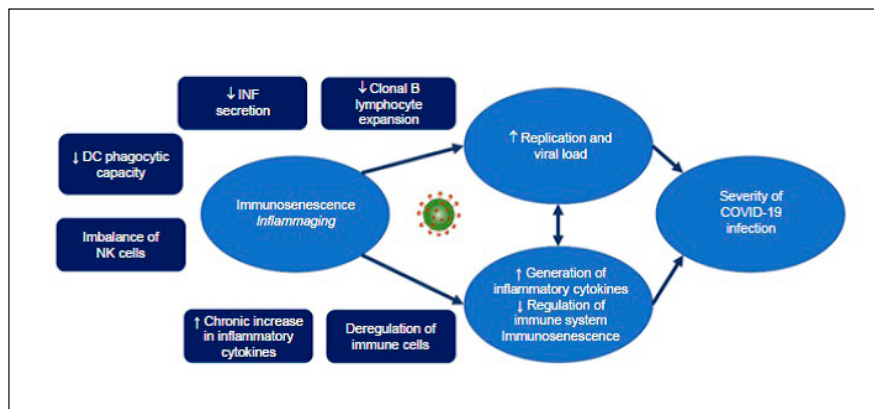 ↓ INF
secretion
↓ Clonal B
lymphocyte
expansion
↓ DC phagocytic
capacity
↑ Replication and
viral load
Immunosenescence
Inflammaging
Severity of
COVID-19
infection
Imbalance of
NK cells
↑ Generation of
inflammatory cytokines
↓ Regulation of
immune system
Immunosenescence
↑ Chronic increase
in inflammatory
cytokines
Deregulation of
immune cells